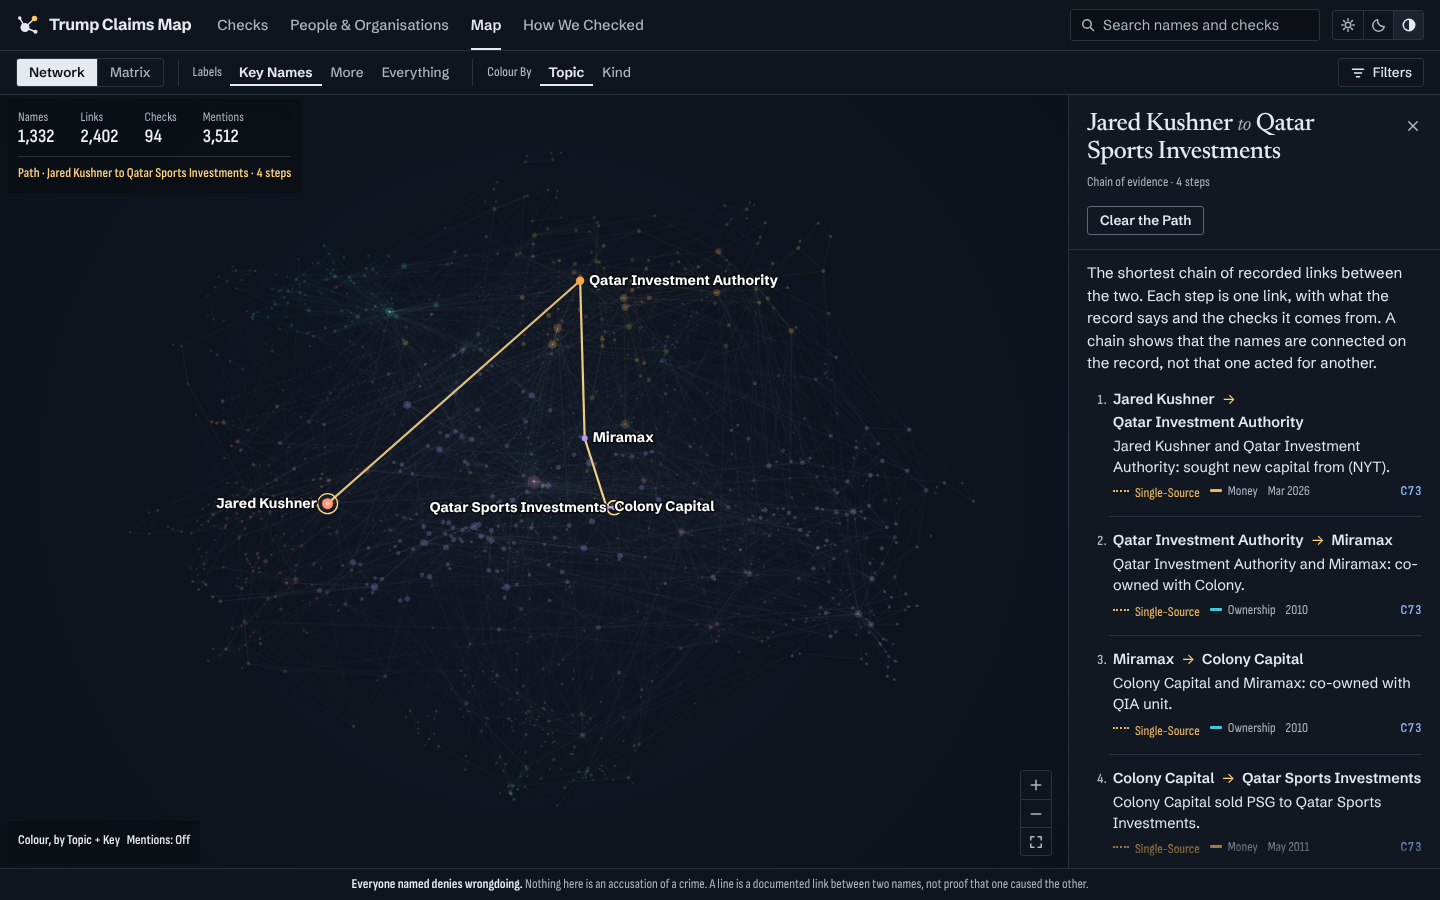 Trump Claims Map
Checks
People & Organisations
Map
How We Checked
Search names and checks
Network
Matrix
Labels
Key Names
More
Everything
Colour By
Topic
Kind
Filters
Names
Links
Checks
Mentions
1,332
2,402
94
3,512
Path · Jared Kushner to Qatar Sports Investments · 4 steps
Qatar Investment Authority
Miramax
Jared Kushner
Qatar Sports Investments
Colony Capital
Colour, by Topic + Key
Mentions: Off
Jared Kushner to Qatar
Sports Investments
Chain of evidence · 4 steps
Clear the Path
The shortest chain of recorded links between
the two. Each step is one link, with what the
record says and the checks it comes from. A
chain shows that the names are connected on
the record, not that one acted for another.
1. Jared Kushner →
Qatar Investment Authority
Jared Kushner and Qatar Investment
Authority: sought new capital from (NYT).
Single-Source Money Mar 2026 C73
2. Qatar Investment Authority → Miramax
Qatar Investment Authority and Miramax: co-
owned with Colony.
Single-Source Ownership 2010 C73
3. Miramax → Colony Capital
Colony Capital and Miramax: co-owned with
QIA unit.
Single-Source Ownership 2010 C73
4. Colony Capital → Qatar Sports Investments
Colony Capital sold PSG to Qatar Sports
Investments.
Single-Source Money May 2011 C73
Everyone named denies wrongdoing. Nothing here is an accusation of a crime. A line is a documented link between two names, not proof that one caused the other.